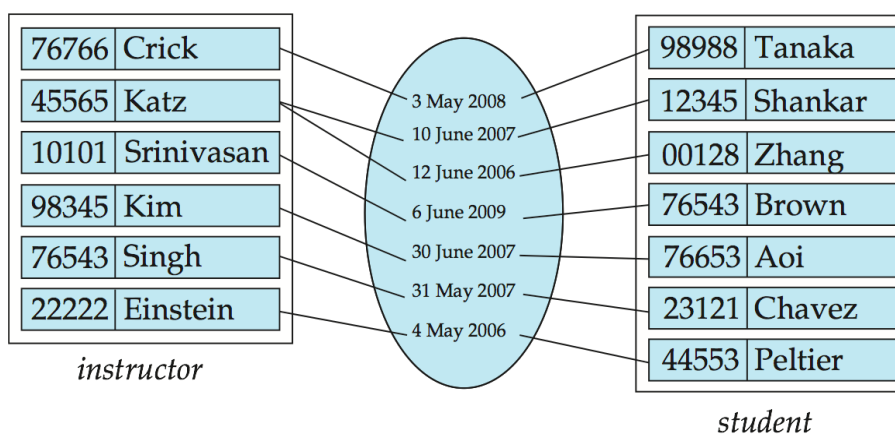 76766 Crick
45565 Katz
10101 Srinivasan
98345 Kim
76543 Singh
22222 Einstein
instructor
3 May 2008
10 June 2007
12 June 2006
6 June 2009
30 June 2007
31 May 2007
4 May 2006
98988 Tanaka
12345 Shankar
00128 Zhang
76543 Brown
76653 Aoi
23121 Chavez
44553 Peltier
student